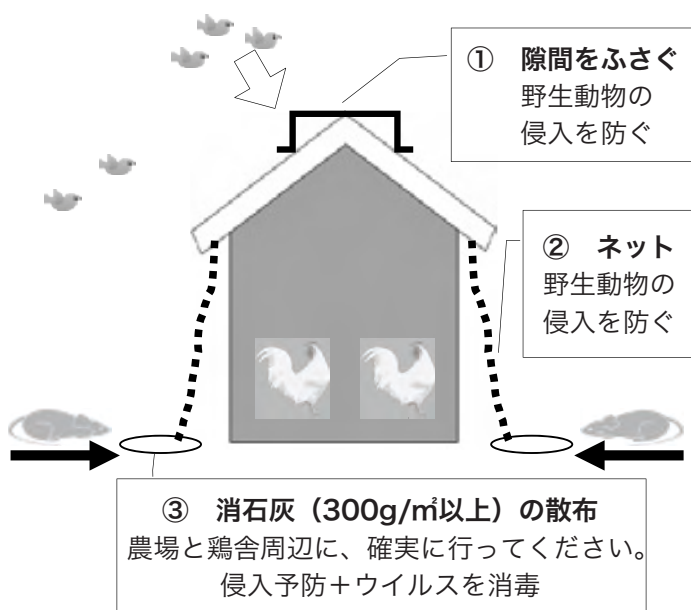 ① 隙間をふさぐ
野生動物の
侵入を防ぐ
② ネット
野生動物の
侵入を防ぐ
③ 消石灰（300g/㎡以上）の散布
農場と鶏舎周辺に、確実に行ってください。
侵入予防＋ウイルスを消毒